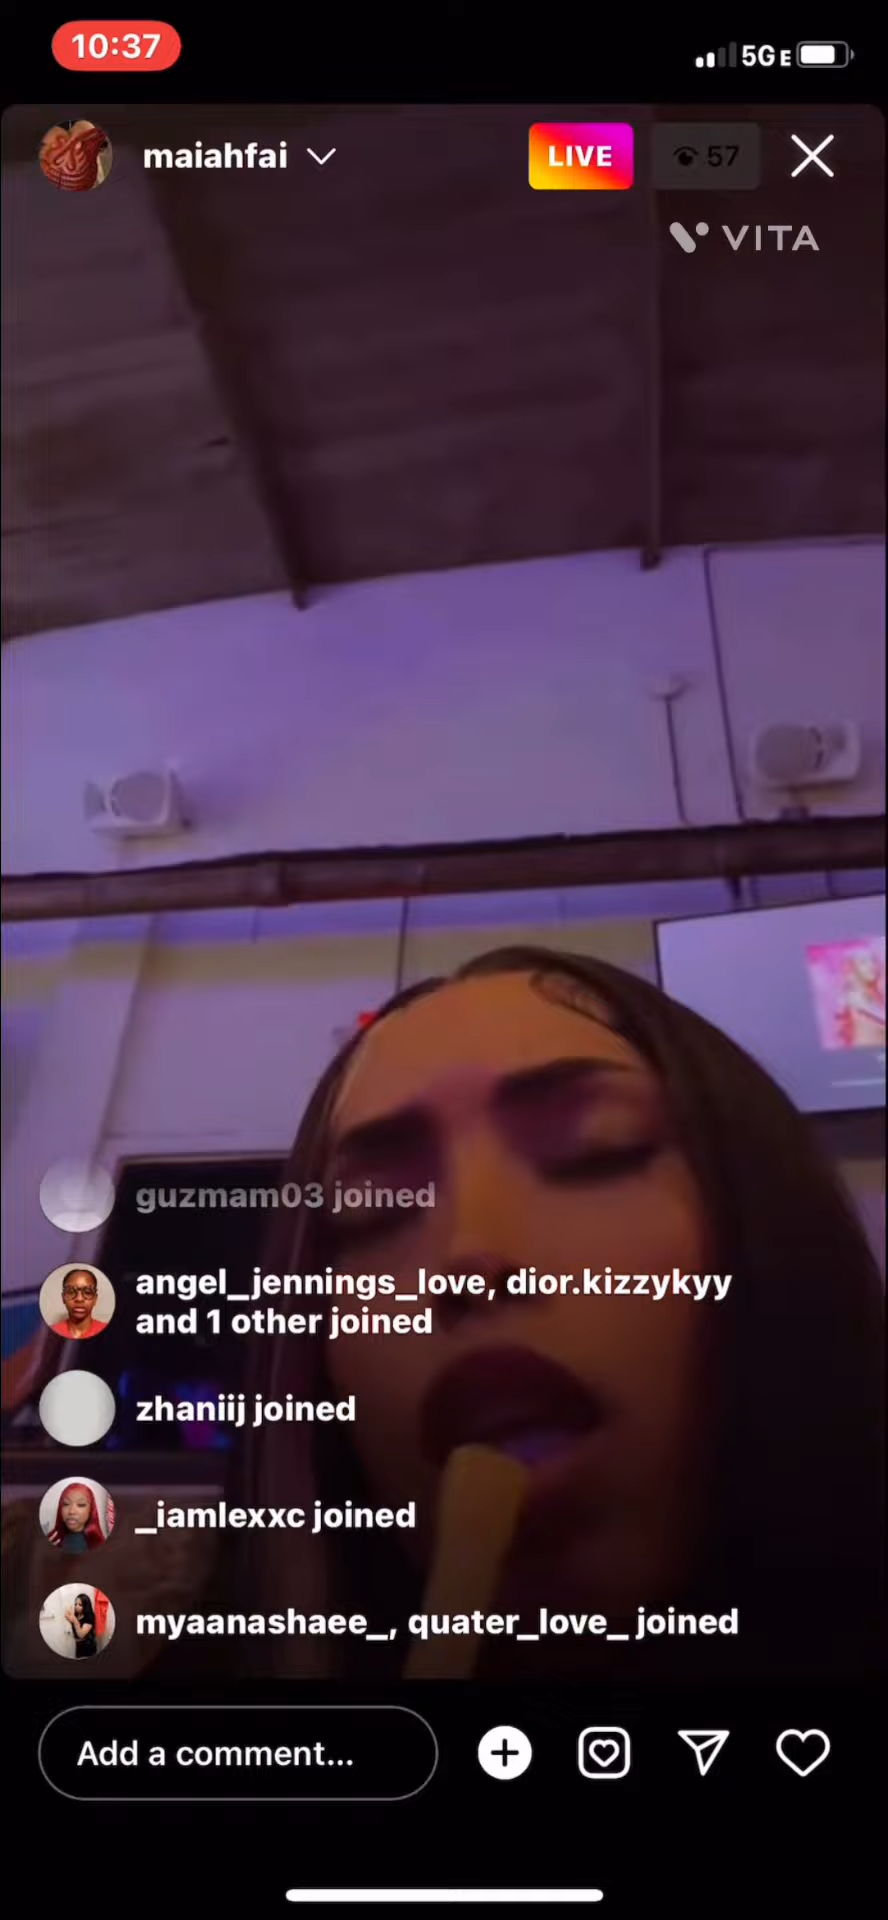 10:37
5GE
maiahfai
LIVE
57
VITA
guzmam03 joined
angel_jennings_love, dior.kizzykyy
and 1 other joined
zhaniij joined
_iamlexxc joined
myaanashaee_, quater_love_ joined
Add a comment...